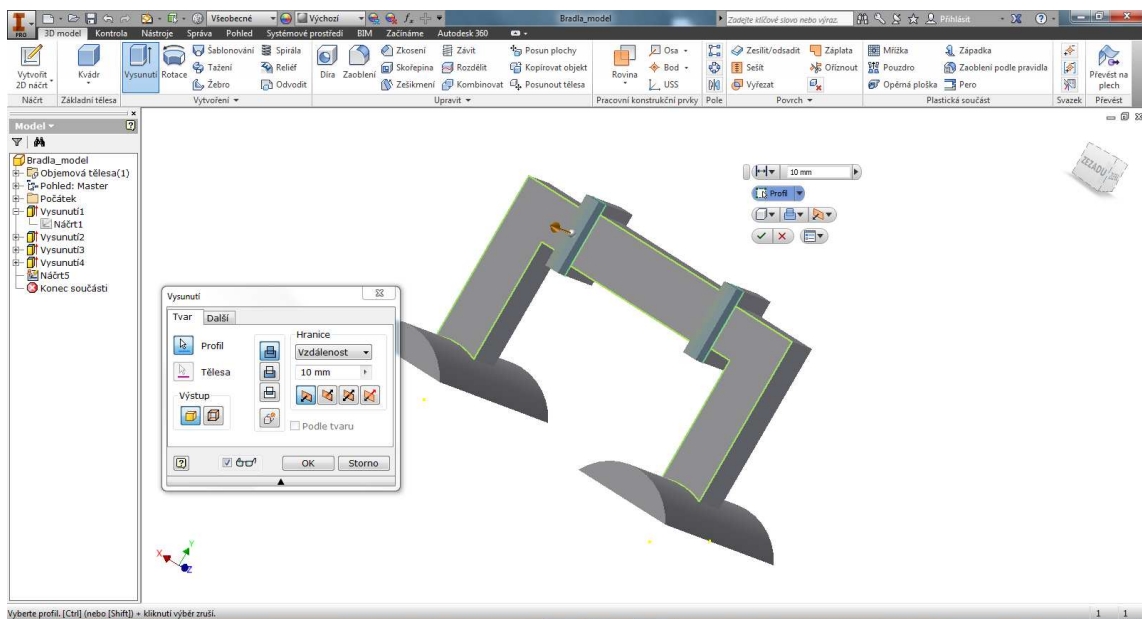 Všeobecné
Výchozí
Bradla_model
Zadejte klíčové slovo nebo výraz.
Přihlásit
PRO
3D model Kontrola Nástroje Správa Pohled Systémové prostředí BIM Začínáme Autodesk 360
Vytvořit 2D náčrt
Kvádr
Vysunutí
Rotace
Šablonování
Tažení
Žebro
Spirála
Reliéf
Odvodit
Díra
Zaoblení
Zkosení
Skořepina
Zešikmení
Závit
Rozdělit
Kombinovat
Posun plochy
Kopírovat objekt
Posunout tělesa
Rovina
Osa
Bod
USS
Zesílit/odsadit
Sešít
Vyřezat
Záplata
Oříznout
Mřížka
Pouzdro
Opěrná ploška
Západka
Zaoblení podle pravidla
Pero
Převést na plech
Náčrt Základní tělesa Vytvoření Upravit Pracovní konstrukční prvky Pole Povrch Plastická součást Svazek Převést
Model
Bradla_model
Objemová tělesa(1)
Pohled: Master
Počátek
Vysunutí1
Náčrt1
Vysunutí2
Vysunutí3
Vysunutí4
Náčrt5
Konec součásti
10 mm
Profil
ZEZADU
Vysunutí
Tvar Další
Profil
Tělesa
Výstup
Hranice
Vzdálenost
10 mm
Podle tvaru
OK Storno
X
Y
Z
Vyberte profil. [Ctrl] (nebo [Shift]) + kliknutí výběr zruší.
1 1